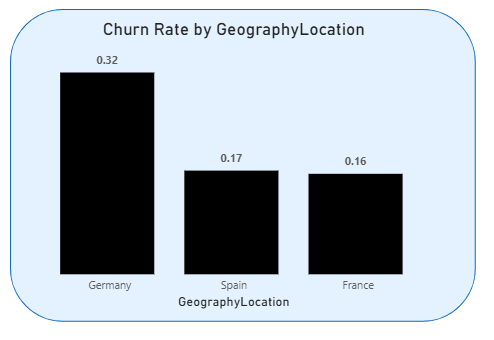 Churn Rate by GeographyLocation
0.32
0.17
0.16
Germany
Spain
France
GeographyLocation